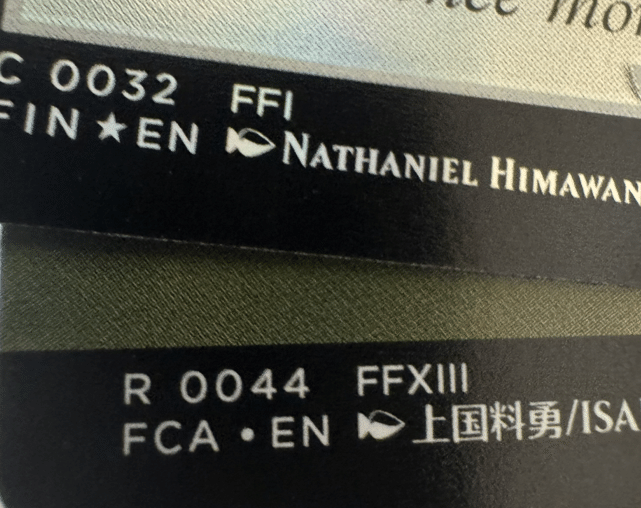 C 0032 FFI
FIN ★ EN NATHANIEL HIMAWAN
R 0044 FFXIII
FCA • EN 上国料勇/ISA